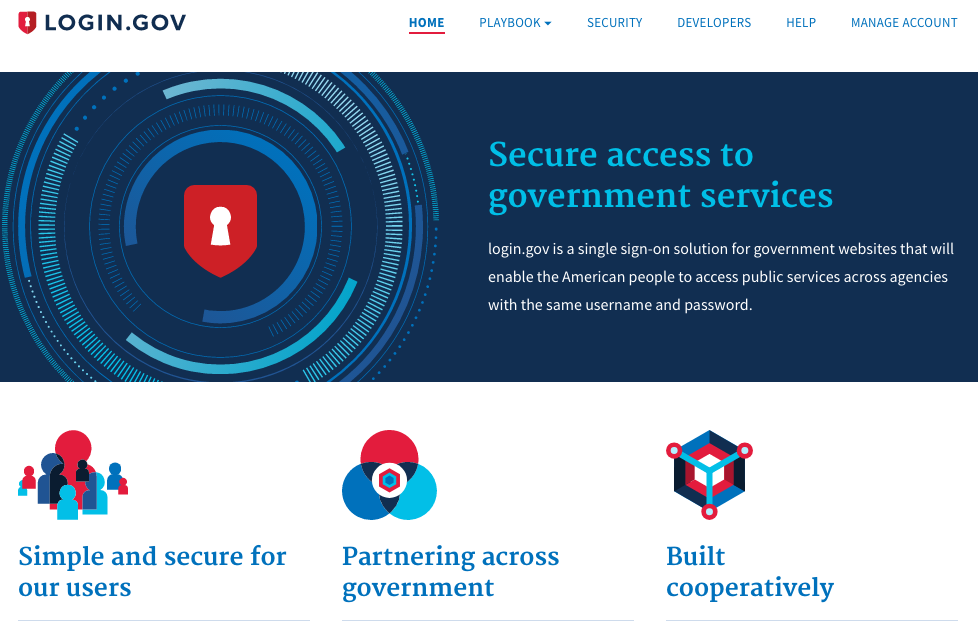 LOGIN.GOV
HOME PLAYBOOK SECURITY DEVELOPERS HELP MANAGE ACCOUNT
Secure access to
government services
login.gov is a single sign-on solution for government websites that will
enable the American people to access public services across agencies
with the same username and password.
Simple and secure for
our users
Partnering across
government
Built
cooperatively